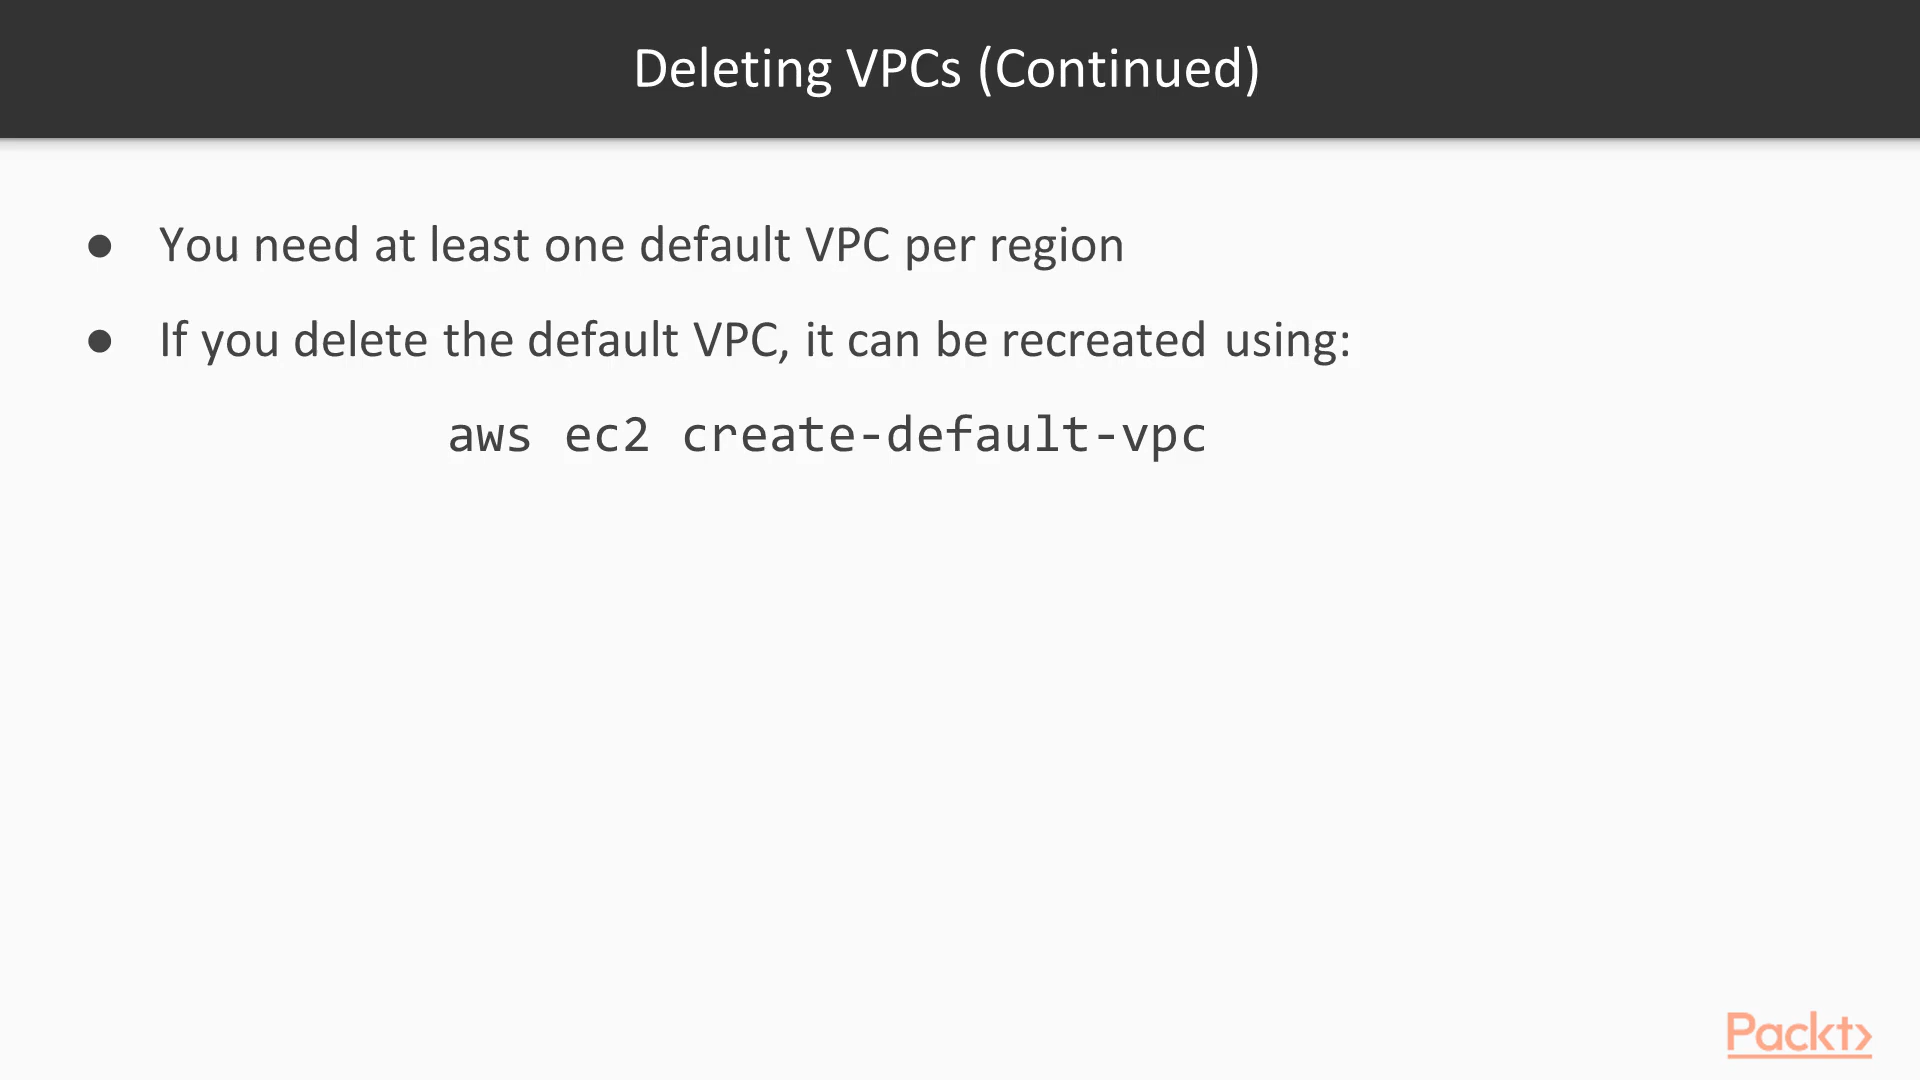 Deleting VPCs (Continued)
● You need at least one default VPC per region
● If you delete the default VPC, it can be recreated using:
aws ec2 create-default-vpc
Packt>